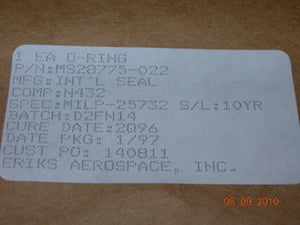 1 EA O-RING
P/N:MS28775-022
MFG:INT'L SEAL
COMP:N432
SPEC:MILP-25732 S/L:10YR
BATCH:D2FN14
CURE DATE:2Q96
DATE PKG: 1/97
CUST PO: 140811
ERIKS AEROSPACE, INC.
08 09 2010